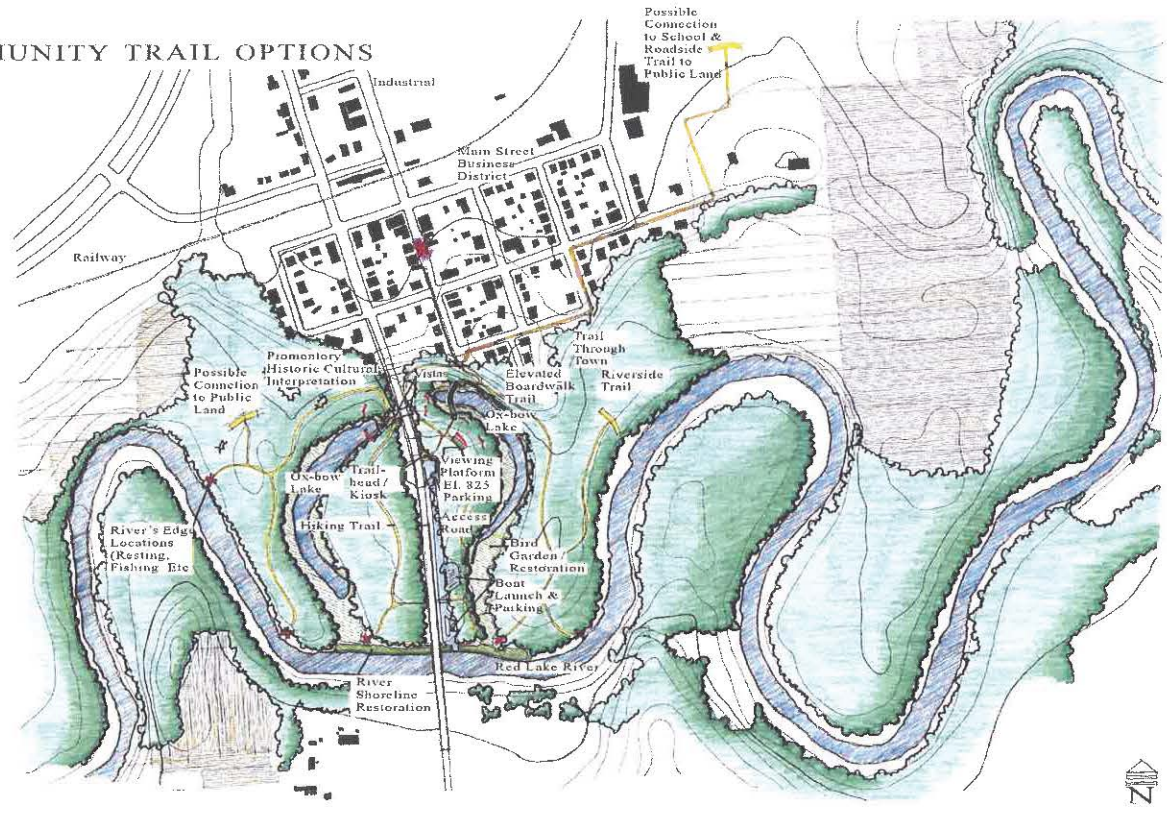 MUNITY TRAIL OPTIONS
Possible
Connection
to School &
Roadside
Trail to
Public Land
Industrial
Main Street
Business
District
Railway
Promontory
Historic Cultural
Interpretation
Possible
Connction
to Public
Land
Vistas
Elevated
Boardwalk
Trail
Trail
Through
Town
Riverside
Trail
Ox-bow
Lake
Ox-bow
Lake
Trail-
head /
Kiosk
Viewing
Platform
El. 825
Parking
Hiking Trail
Access
Road
River's Edge
Locations
(Resting,
Fishing Etc
Bird
Garden /
Restoration
Boat
Launch &
Parking
Red Lake River
River
Shoreline
Restoration
N